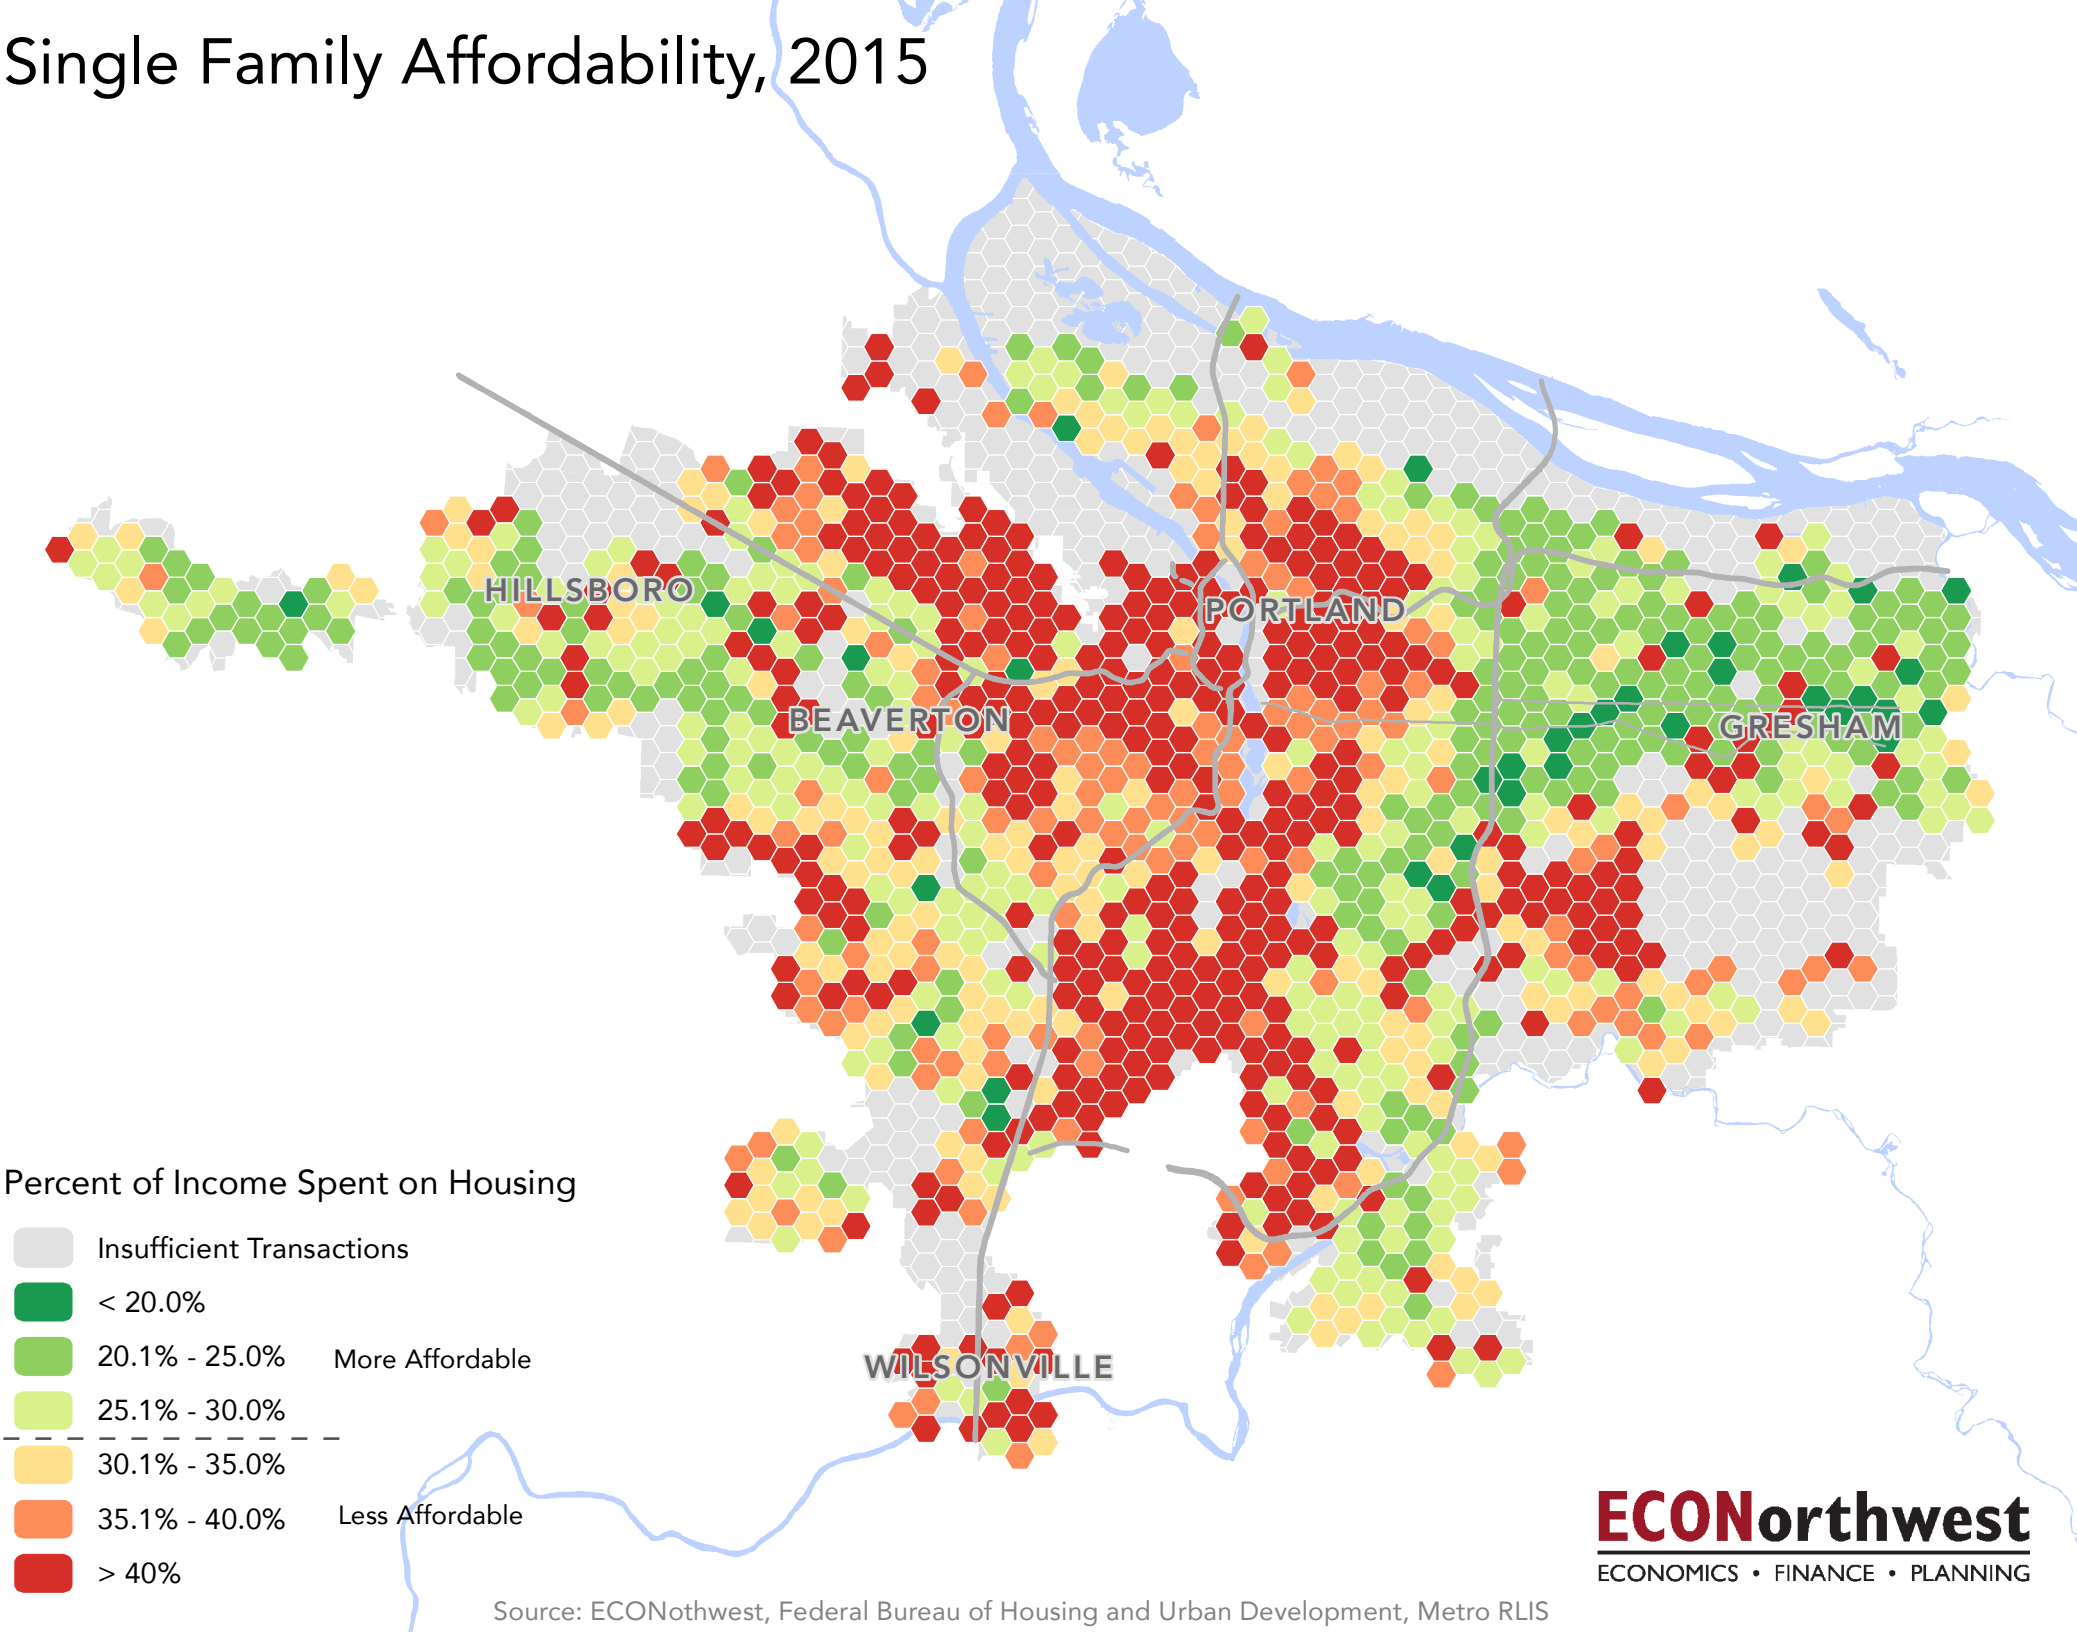 Single Family Affordability, 2015
HILLSBORO
PORTLAND
BEAVERTON
GRESHAM
WILSONVILLE
Percent of Income Spent on Housing
Insufficient Transactions
< 20.0%
20.1% - 25.0%
More Affordable
25.1% - 30.0%
30.1% - 35.0%
35.1% - 40.0%
Less Affordable
> 40%
ECONorthwest
ECONOMICS • FINANCE • PLANNING
Source: ECONothwest, Federal Bureau of Housing and Urban Development, Metro RLIS